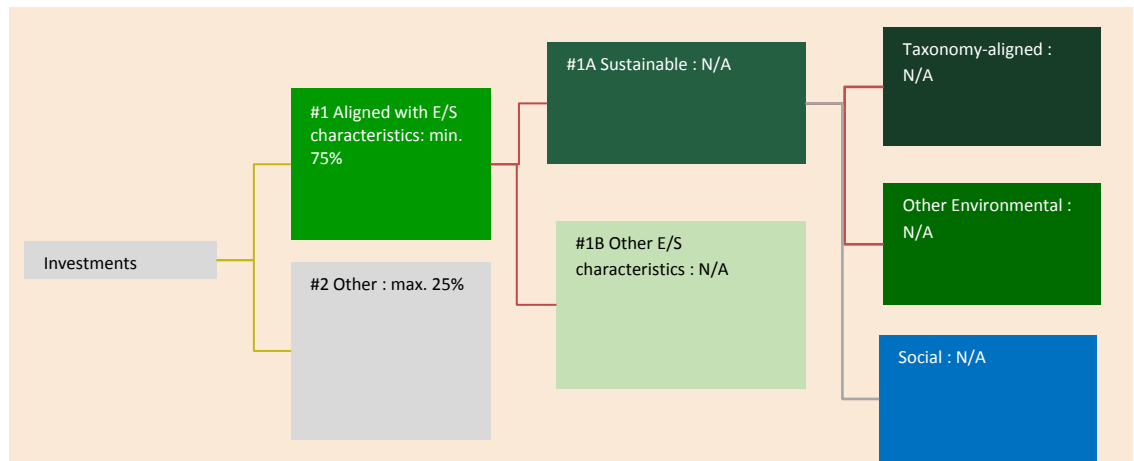 Investments
#1 Aligned with E/S
characteristics: min.
75%
#2 Other : max. 25%
#1A Sustainable : N/A
#1B Other E/S
characteristics : N/A
Taxonomy-aligned :
N/A
Other Environmental :
N/A
Social : N/A